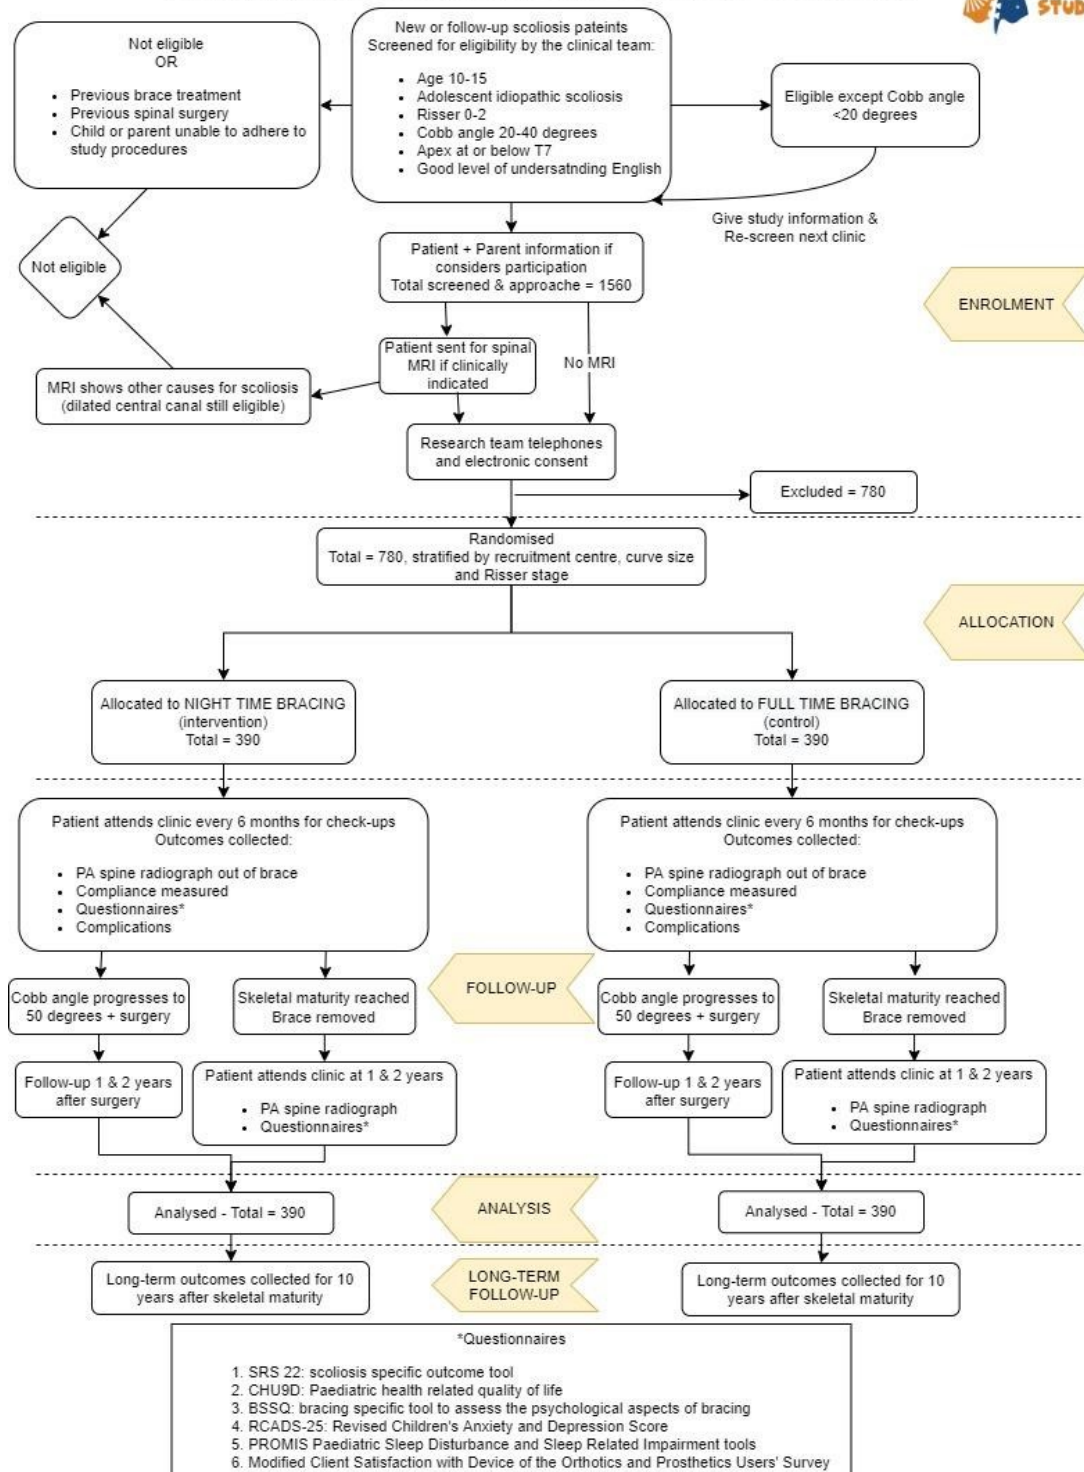 STUD
Not eligible
OR
• Previous brace treatment
• Previous spinal surgery
• Child or parent unable to adhere to
study procedures
New or follow-up scoliosis pateints
Screened for eligibility by the clinical team:
• Age 10-15
• Adolescent idiopathic scoliosis
• Risser 0-2
• Cobb angle 20-40 degrees
• Apex at or below T7
• Good level of undersatnding English
Eligible except Cobb angle
<20 degrees
Give study information &
Re-screen next clinic
Not eligible
Patient + Parent information if
considers participation
Total screened & approache = 1560
ENROLMENT
Patient sent for spinal
MRI if clinically
indicated
No MRI
MRI shows other causes for scoliosis
(dilated central canal still eligible)
Research team telephones
and electronic consent
Excluded = 780
Randomised
Total = 780, stratified by recruitment centre, curve size
and Risser stage
ALLOCATION
Allocated to NIGHT TIME BRACING
(intervention)
Total = 390
Allocated to FULL TIME BRACING
(control)
Total = 390
Patient attends clinic every 6 months for check-ups
Outcomes collected:
• PA spine radiograph out of brace
• Compliance measured
• Questionnaires*
• Complications
Patient attends clinic every 6 months for check-ups
Outcomes collected:
• PA spine radiograph out of brace
• Compliance measured
• Questionnaires*
• Complications
FOLLOW-UP
Cobb angle progresses to
50 degrees + surgery
Skeletal maturity reached
Brace removed
Cobb angle progresses to
50 degrees + surgery
Skeletal maturity reached
Brace removed
Follow-up 1 & 2 years
after surgery
Patient attends clinic at 1 & 2 years
• PA spine radiograph
• Questionnaires*
Follow-up 1 & 2 years
after surgery
Patient attends clinic at 1 & 2 years
• PA spine radiograph
• Questionnaires*
Analysed - Total = 390
ANALYSIS
Analysed - Total = 390
Long-term outcomes collected for 10
years after skeletal maturity
LONG-TERM
FOLLOW-UP
Long-term outcomes collected for 10
years after skeletal maturity
*Questionnaires
1. SRS 22: scoliosis specific outcome tool
2. CHU9D: Paediatric health related quality of life
3. BSSQ: bracing specific tool to assess the psychological aspects of bracing
4. RCADS-25: Revised Children's Anxiety and Depression Score
5. PROMIS Paediatric Sleep Disturbance and Sleep Related Impairment tools
6. Modified Client Satisfaction with Device of the Orthotics and Prosthetics Users' Survey